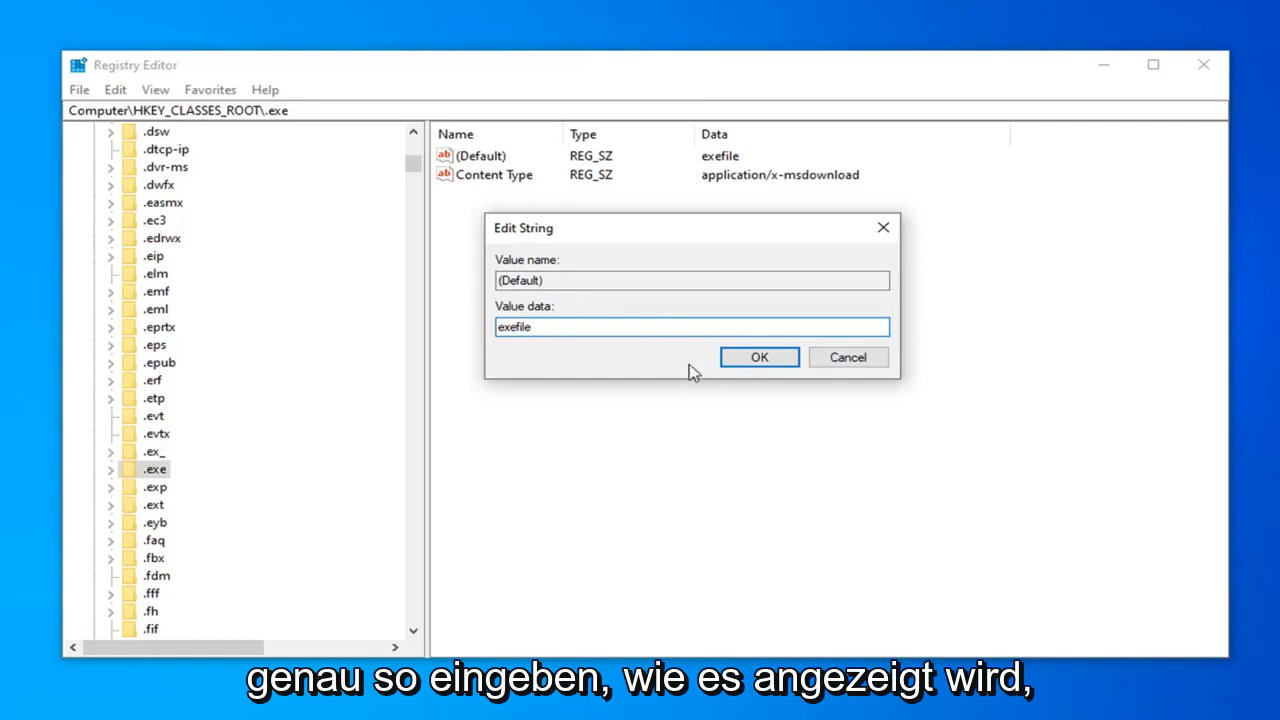 Registry Editor
File Edit View Favorites Help
Computer\HKEY_CLASSES_ROOT\.exe
.dsw
.dtcp-ip
.dvr-ms
.dwfx
.easmx
.ec3
.edrwx
.eip
.elm
.emf
.eml
.eprtx
.eps
.epub
.erf
.etp
.evt
.evtx
.ex_
.exe
.exp
.ext
.eyb
.faq
.fbx
.fdm
.fff
.fh
.fif
Name Type Data
(Default) REG_SZ exefile
Content Type REG_SZ application/x-msdownload
Edit String
Value name:
(Default)
Value data:
exefile
OK Cancel
genau so eingeben, wie es angezeigt wird,